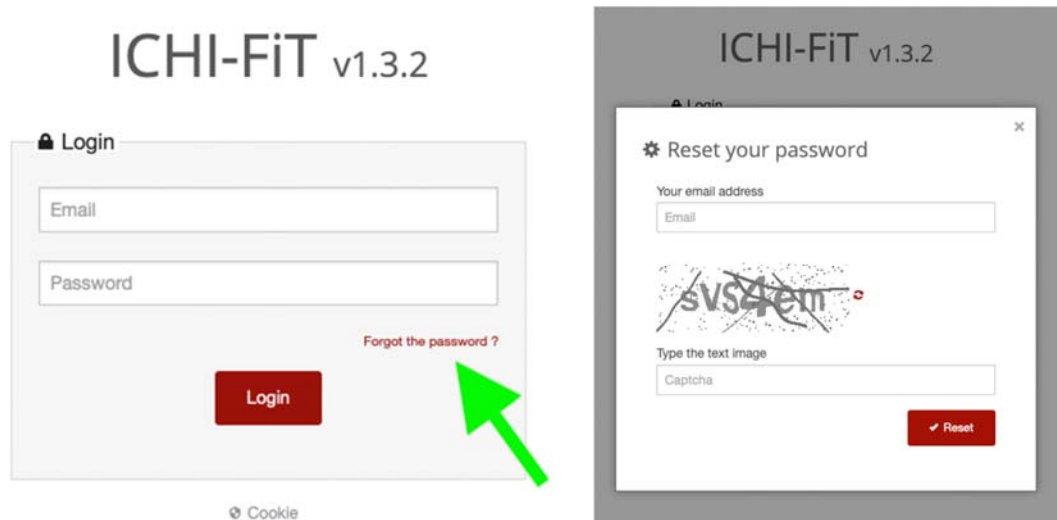 ICHI-FiT v1.3.2
Login
Email
Password
Forgot the password ?
Login
Cookie
ICHI-FiT v1.3.2
Login
×
Reset your password
Your email address
Email
sVS4em
Type the text image
Captcha
Reset